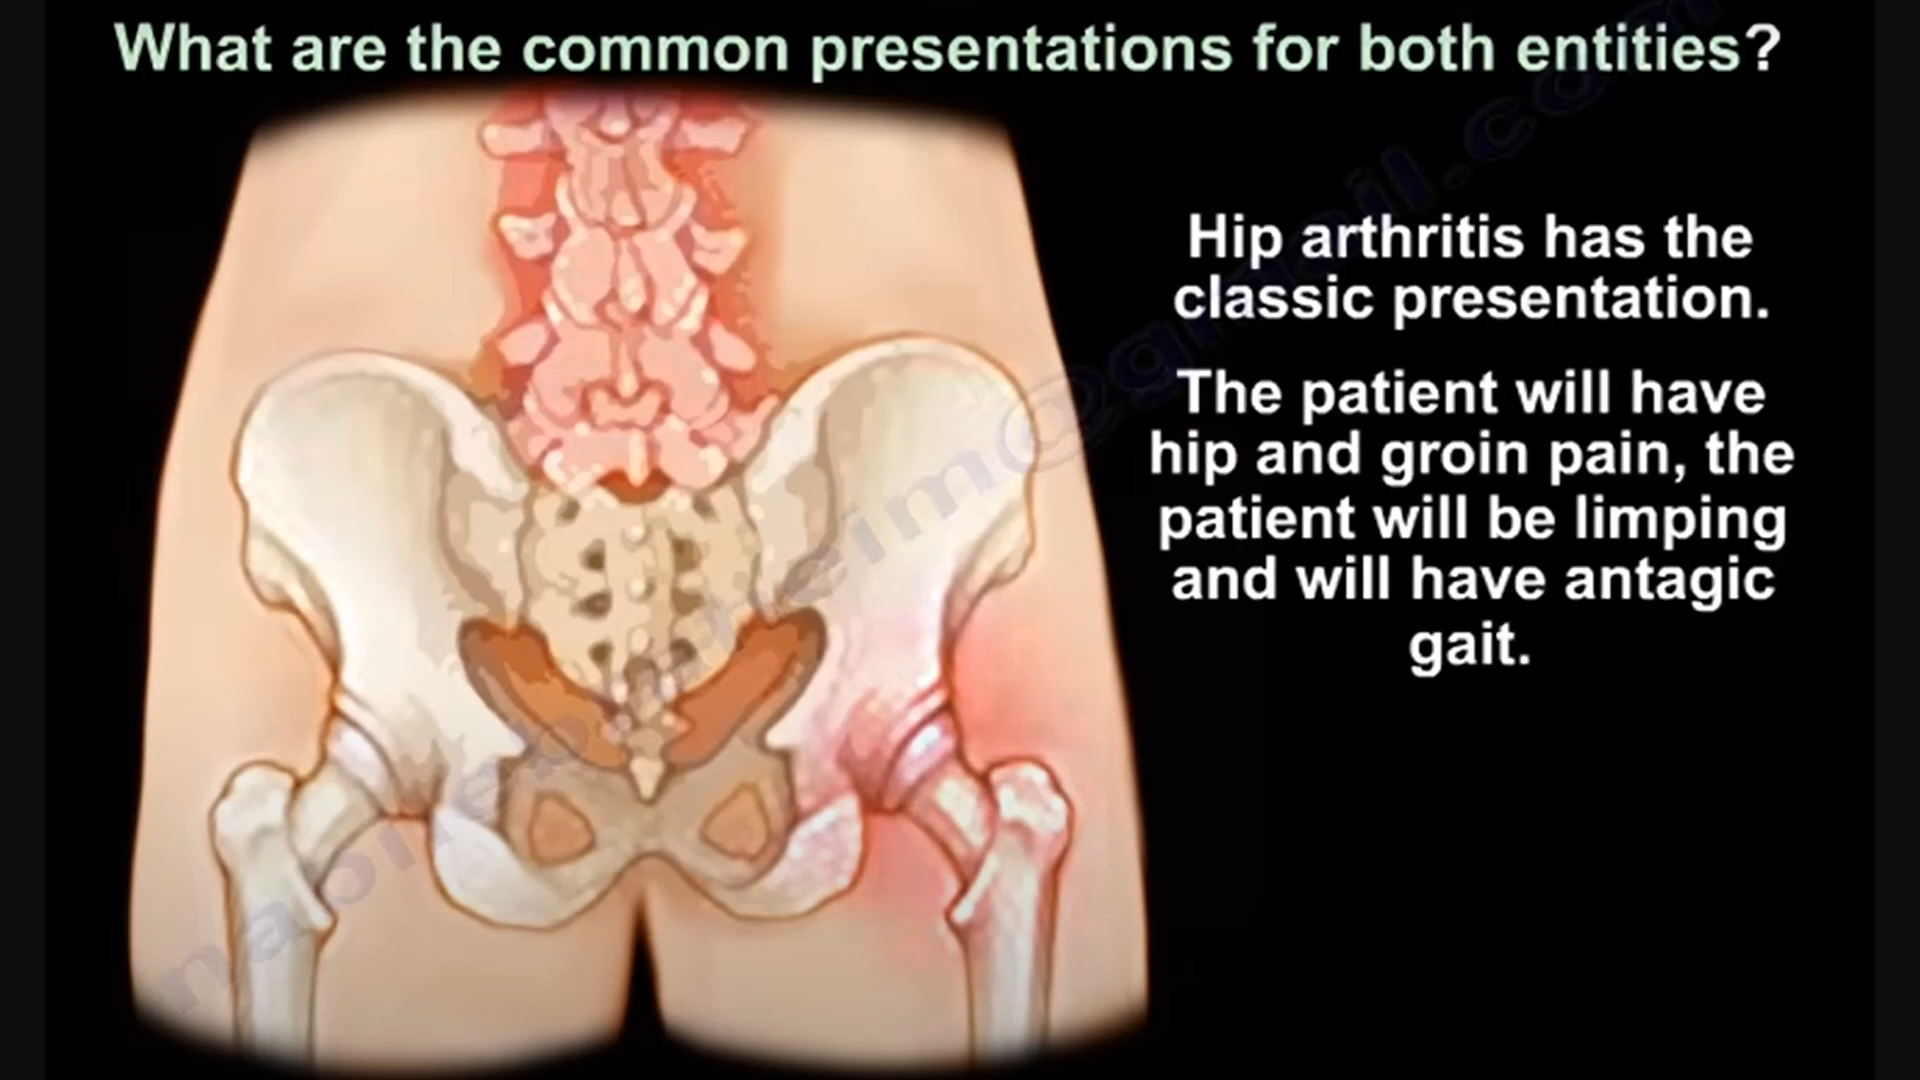 What are the common presentations for both entities?
Hip arthritis has the
classic presentation.
The patient will have
hip and groin pain, the
patient will be limping
and will have antagic
gait.